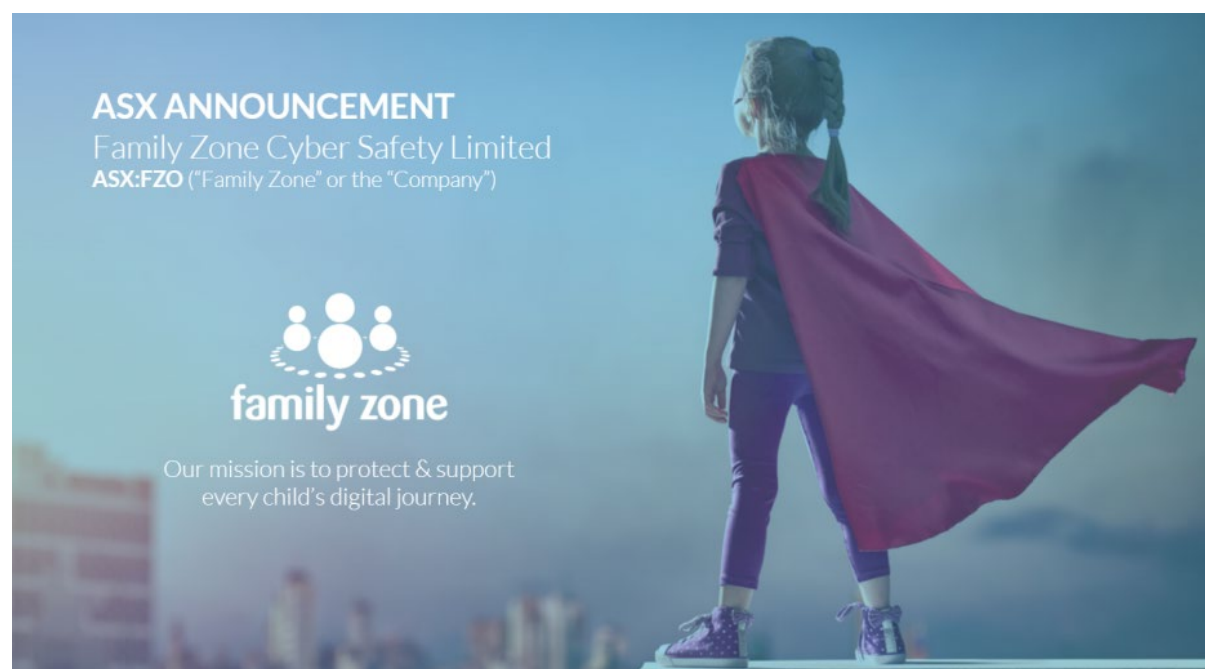 ASX ANNOUNCEMENT
Family Zone Cyber Safety Limited
ASX:FZO (“Family Zone” or the “Company”)
family zone
Our mission is to protect & support
every child’s digital journey.